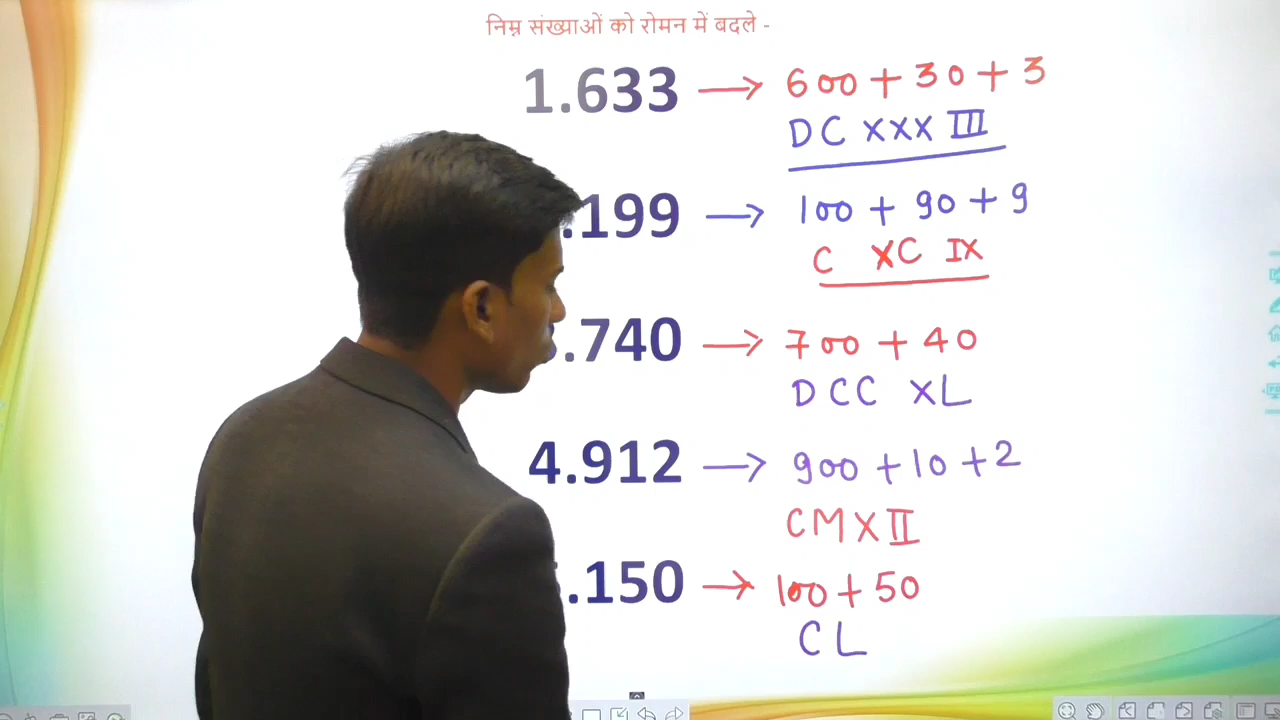 निम्न संख्याओं को रोमन में बदले -
1.633 → 600 + 30 + 3
DC XXX III
.199 → 100 + 90 + 9
C XC IX
.740 → 700 + 40
DCC XL
4.912 → 900 + 10 + 2
CM X II
.150 → 100 + 50
CL